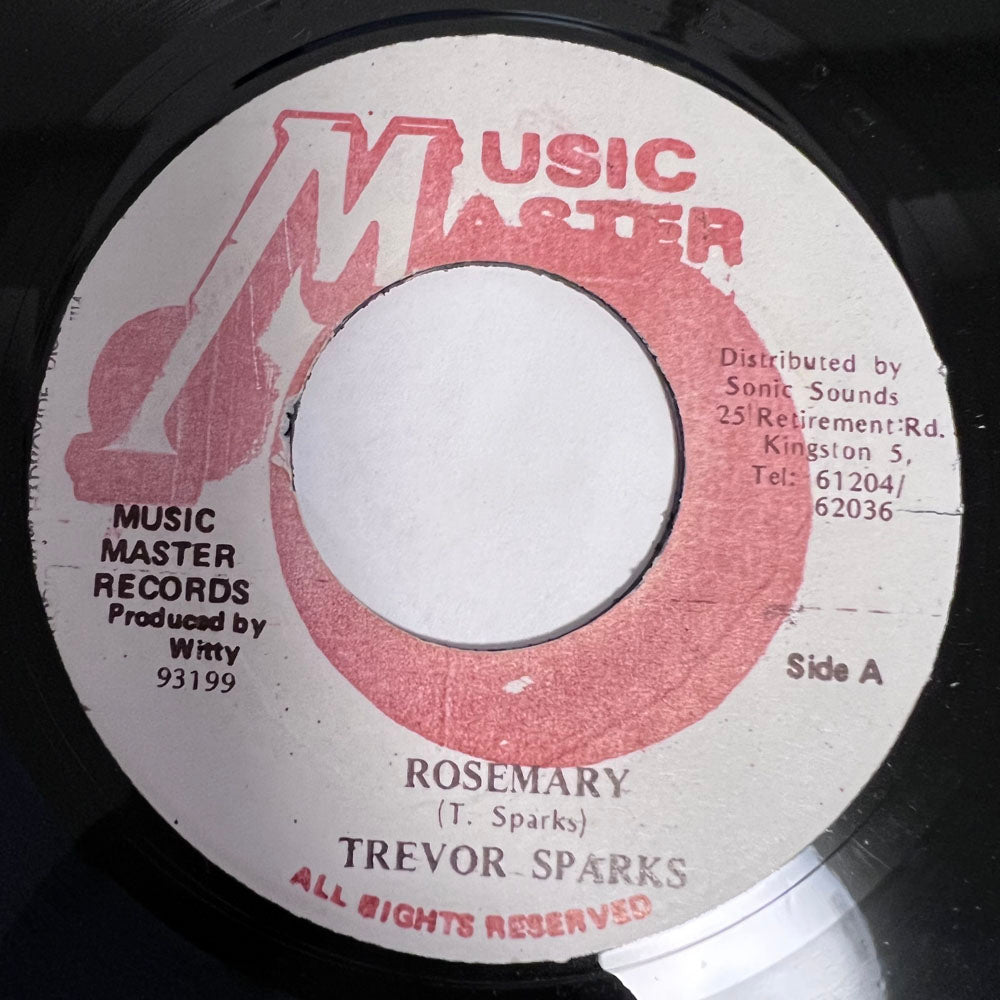 MUSIC
MASTER
Distributed by
Sonic Sounds
25 Retirement Rd.
Kingston 5,
Tel: 61204/
62036
MUSIC
MASTER
RECORDS
Produced by
Witty
93199
Side A
ROSEMARY
(T. Sparks)
TREVOR SPARKS
ALL RIGHTS RESERVED